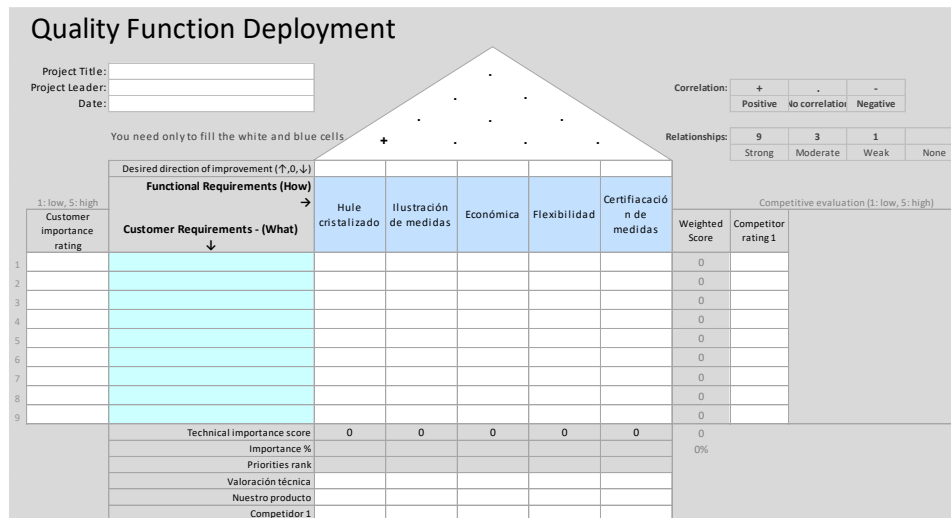 Quality Function Deployment
Project Title:
Project Leader:
Date:
You need only to fill the white and blue cells.
Correlation: + . -
Positive No correlation Negative
Relationships: 9 3 1
Strong Moderate Weak None
.
. .
. . .
+ . . .
Desired direction of improvement (↑,0,↓)
1: low, 5: high
Customer
importance
rating
Functional Requirements (How)
→
Customer Requirements - (What)
↓
Hule
cristalizado
Ilustración
de medidas
Económica
Flexibilidad
Certifiacació
n de
medidas
Weighted
Score
Competitive evaluation (1: low, 5: high)
Competitor
rating 1
1 0
2 0
3 0
4 0
5 0
6 0
7 0
8 0
9 0
Technical importance score 0 0 0 0 0 0
Importance % 0%
Priorities rank
Valoración técnica
Nuestro producto
Competidor 1